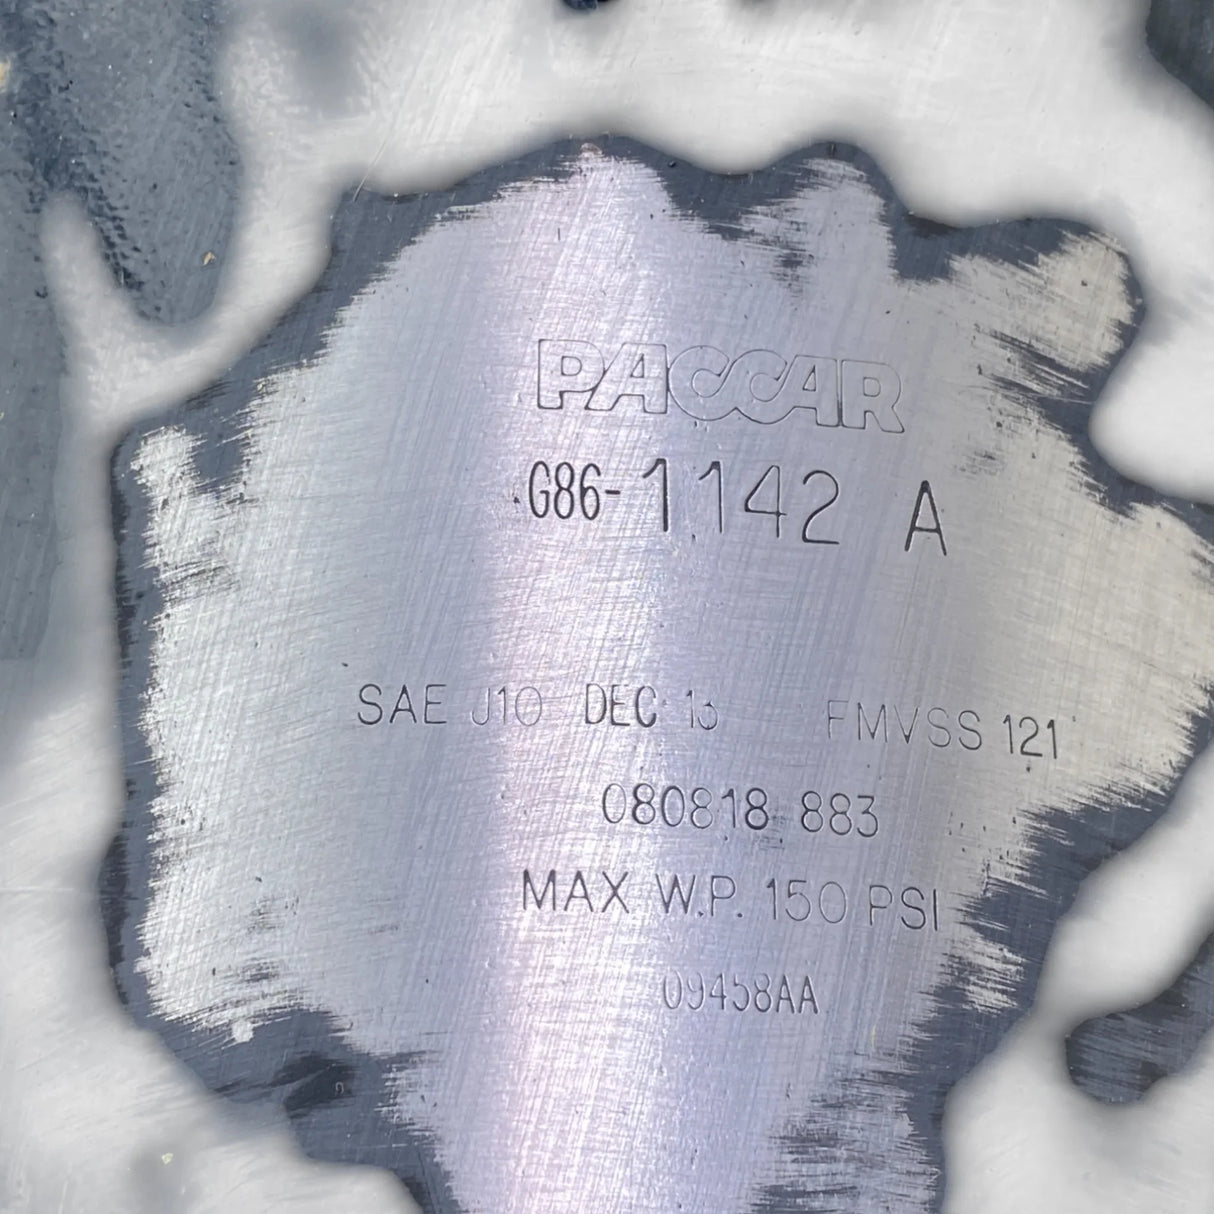 PACCAR
G86-1142 A
SAE J10 DEC 13 FMVSS 121
080818 883
MAX W.P. 150 PSI
09458AA